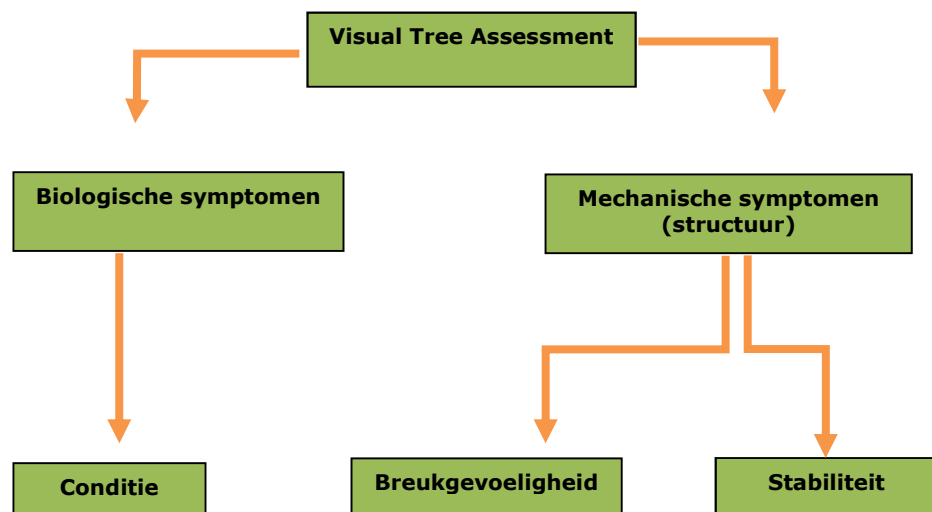 Visual Tree Assessment
Biologische symptomen
Mechanische symptomen
(structuur)
Conditie
Breukgevoeligheid
Stabiliteit